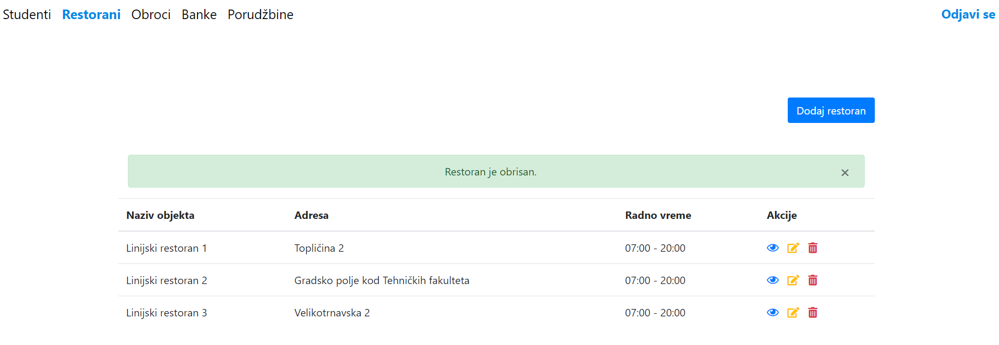 Studenti Restorani Obroci Banke Porudžbine Odjavi se
Dodaj restoran
Restoran je obrisan. ×
Naziv objekta Adresa Radno vreme Akcije
Linijski restoran 1 Topličina 2 07:00 - 20:00
Linijski restoran 2 Gradsko polje kod Tehničkih fakulteta 07:00 - 20:00
Linijski restoran 3 Velikotrnavska 2 07:00 - 20:00